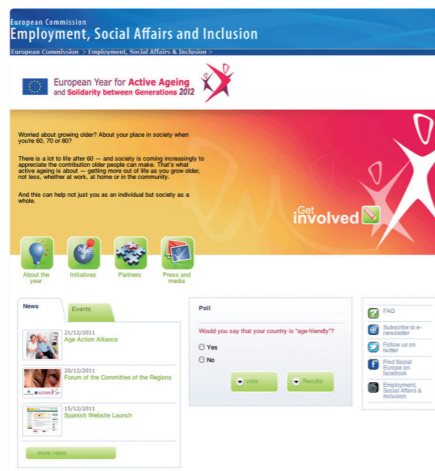 European Commission
Employment, Social Affairs and Inclusion
European Commission > Employment, Social Affairs & Inclusion >
European Year for Active Ageing
and Solidarity between Generations 2012
Worried about growing older? About your place in society when
you're 60, 70 or 80?
There is a lot to life after 60 — and society is coming increasingly to
appreciate the contribution older people can make. That's what
active ageing is about — getting more out of life as you grow older,
not less, whether at work, at home or in the community.
And this can help not just you as an individual but society as a
whole.
Get
involved
About the
year
Initiatives
Partners
Press and
media
News
Events
21/12/2011
Age Action Alliance
20/12/2011
Forum of the Committee of the Regions
15/12/2011
Spanish Website Launch
more news
Poll
Would you say that your country is "age-friendly"?
Yes
No
vote
Results
FAQ
Subscribe to e-
newsletter
Follow us on
twitter
Find Social
Europe on
facebook
Employment,
Social Affairs &
Inclusion